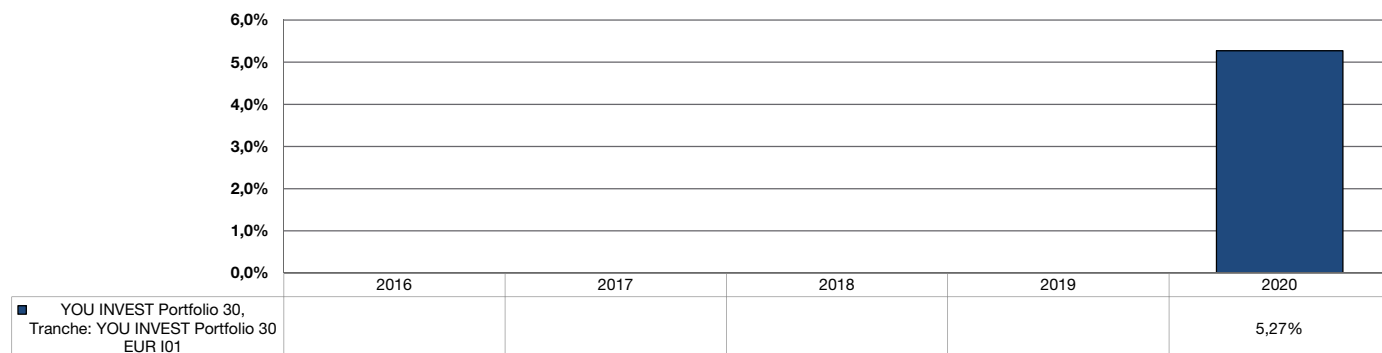 6,0%
5,0%
4,0%
3,0%
2,0%
1,0%
0,0%
2016 2017 2018 2019 2020
YOU INVEST Portfolio 30,
Tranche: YOU INVEST Portfolio 30
EUR I01
5,27%